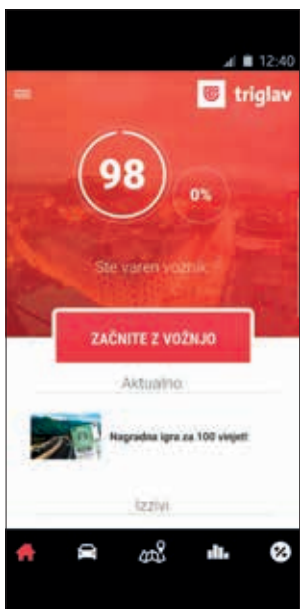 12:40
triglav
98
0%
Ste varen voznik
ZAČNITE Z VOŽNJO
Aktualno
Nagradna igra za 100 vinjet!
Izzivi